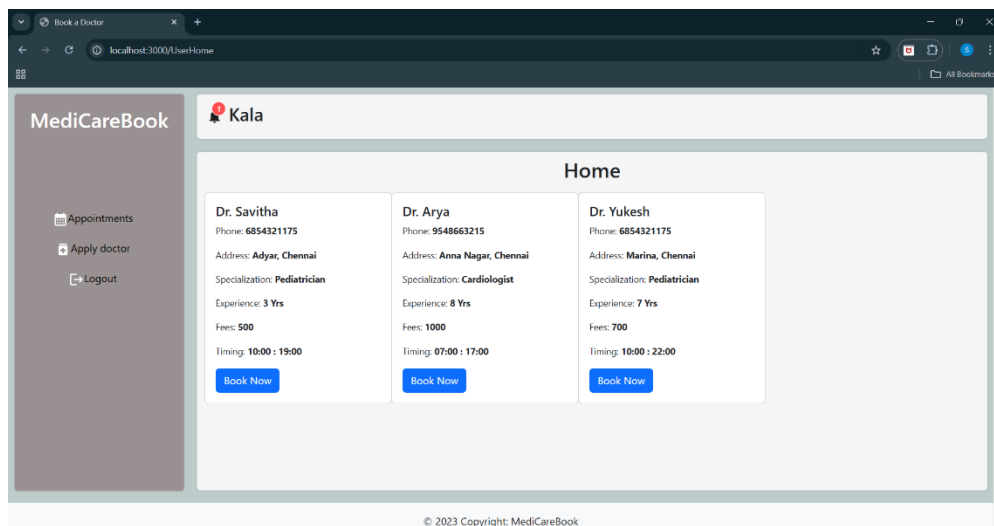 Book a Doctor
localhost:3000/UserHome
S
All Bookmarks
MediCareBook
1
Kala
Home
Appointments
Apply doctor
Logout
Dr. Savitha
Phone: 6854321175
Address: Adyar, Chennai
Specialization: Pediatrician
Experience: 3 Yrs
Fees: 500
Timing: 10:00 : 19:00
Book Now
Dr. Arya
Phone: 9548663215
Address: Anna Nagar, Chennai
Specialization: Cardiologist
Experience: 8 Yrs
Fees: 1000
Timing: 07:00 : 17:00
Book Now
Dr. Yukesh
Phone: 6854321175
Address: Marina, Chennai
Specialization: Pediatrician
Experience: 7 Yrs
Fees: 700
Timing: 10:00 : 22:00
Book Now
© 2023 Copyright: MediCareBook